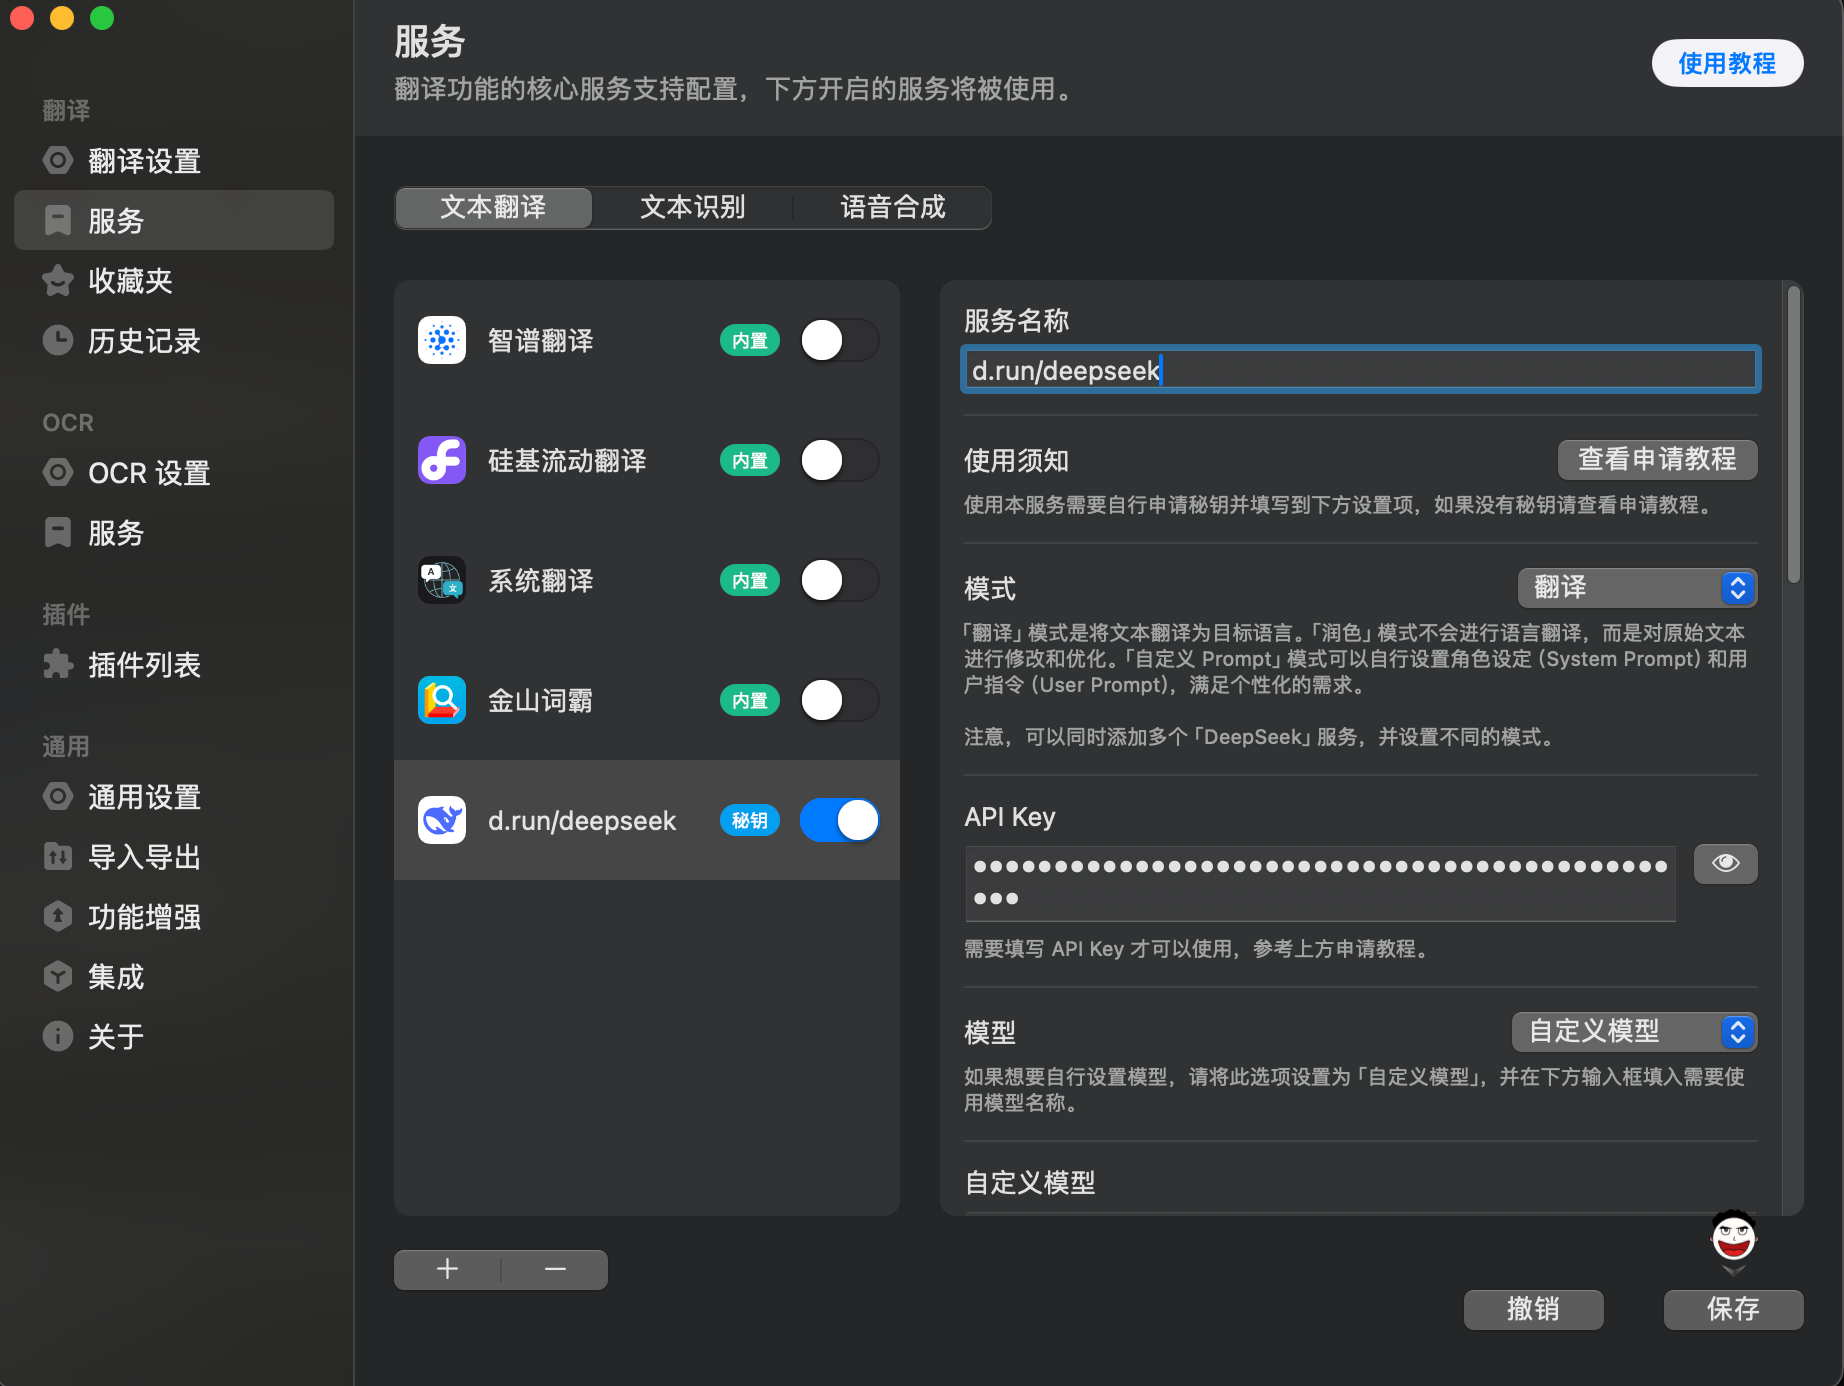 翻译
翻译设置
服务
收藏夹
历史记录
OCR
OCR 设置
服务
插件
插件列表
通用
通用设置
导入导出
功能增强
集成
关于
服务
翻译功能的核心服务支持配置，下方开启的服务将被使用。
使用教程
文本翻译
文本识别
语音合成
智谱翻译
内置
硅基流动翻译
内置
系统翻译
内置
金山词霸
内置
d.run/deepseek
秘钥
服务名称
d.run/deepseek
使用须知
查看申请教程
使用本服务需要自行申请秘钥并填写到下方设置项，如果没有秘钥请查看申请教程。
模式
翻译
「翻译」模式是将文本翻译为目标语言。「润色」模式不会进行语言翻译，而是对原始文本
进行修改和优化。「自定义 Prompt」模式可以自行设置角色设定 (System Prompt) 和用
户指令 (User Prompt)，满足个性化的需求。
注意，可以同时添加多个「DeepSeek」服务，并设置不同的模式。
API Key
需要填写 API Key 才可以使用，参考上方申请教程。
模型
自定义模型
如果想要自行设置模型，请将此选项设置为「自定义模型」，并在下方输入框填入需要使
用模型名称。
自定义模型
撤销
保存